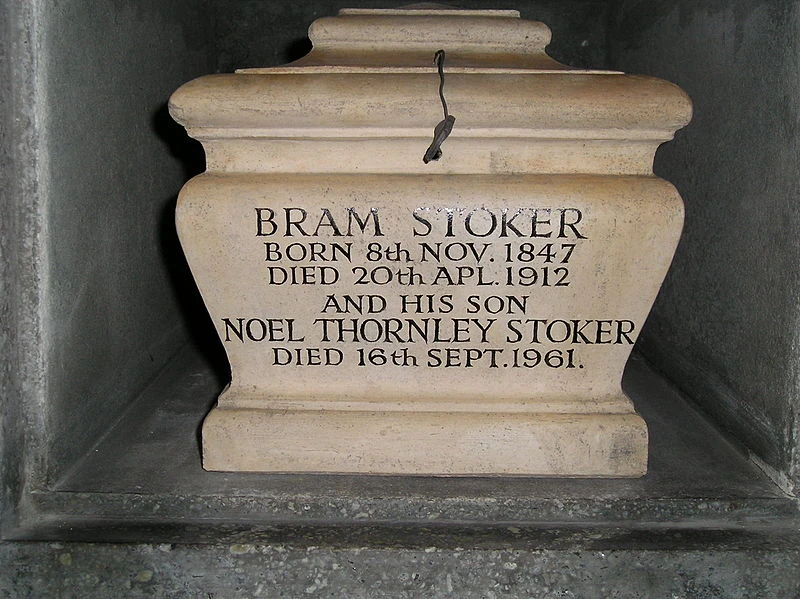 BRAM STOKER
BORN 8th NOV. 1847
DIED 20th APL. 1912
AND HIS SON
NOEL THORNLEY STOKER
DIED 16th SEPT. 1961.